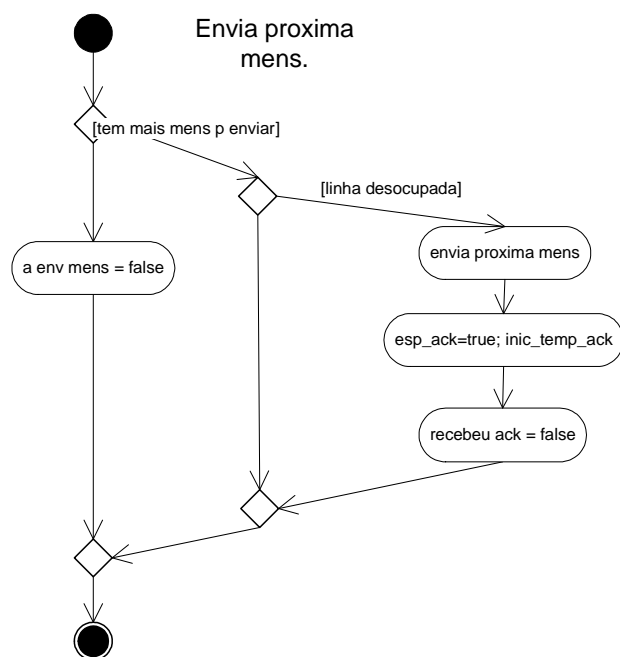 Envia proxima
mens.
[tem mais mens p enviar]
[linha desocupada]
a env mens = false
envia proxima mens
esp_ack=true; inic_temp_ack
recebeu ack = false